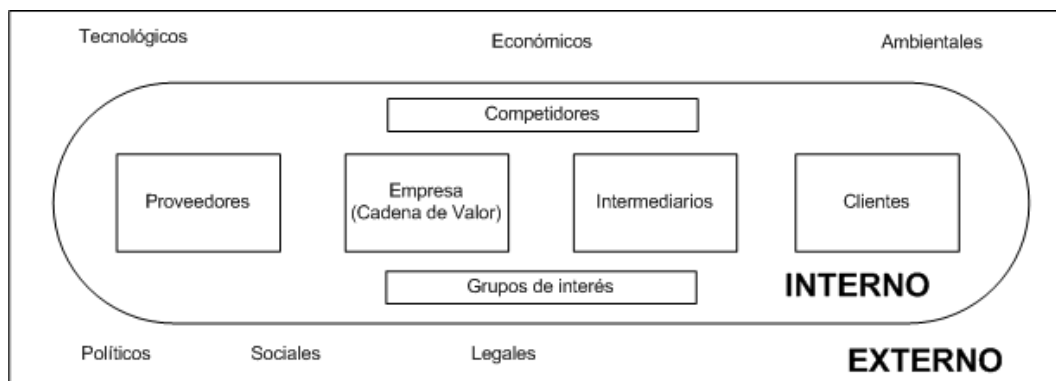 Tecnológicos
Económicos
Ambientales
Competidores
Proveedores
Empresa
(Cadena de Valor)
Intermediarios
Clientes
Grupos de interés
INTERNO
Políticos
Sociales
Legales
EXTERNO